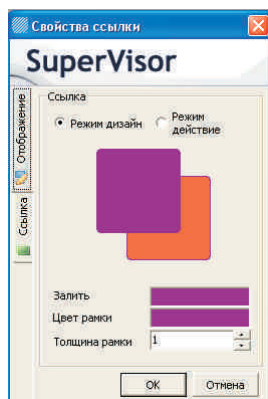 Свойства ссылки
SuperVisor
Отображение
Ссылка
Ссылка
Режим дизайн
Режим
действие
Залить
Цвет рамки
Толщина рамки
1
OK
Отмена